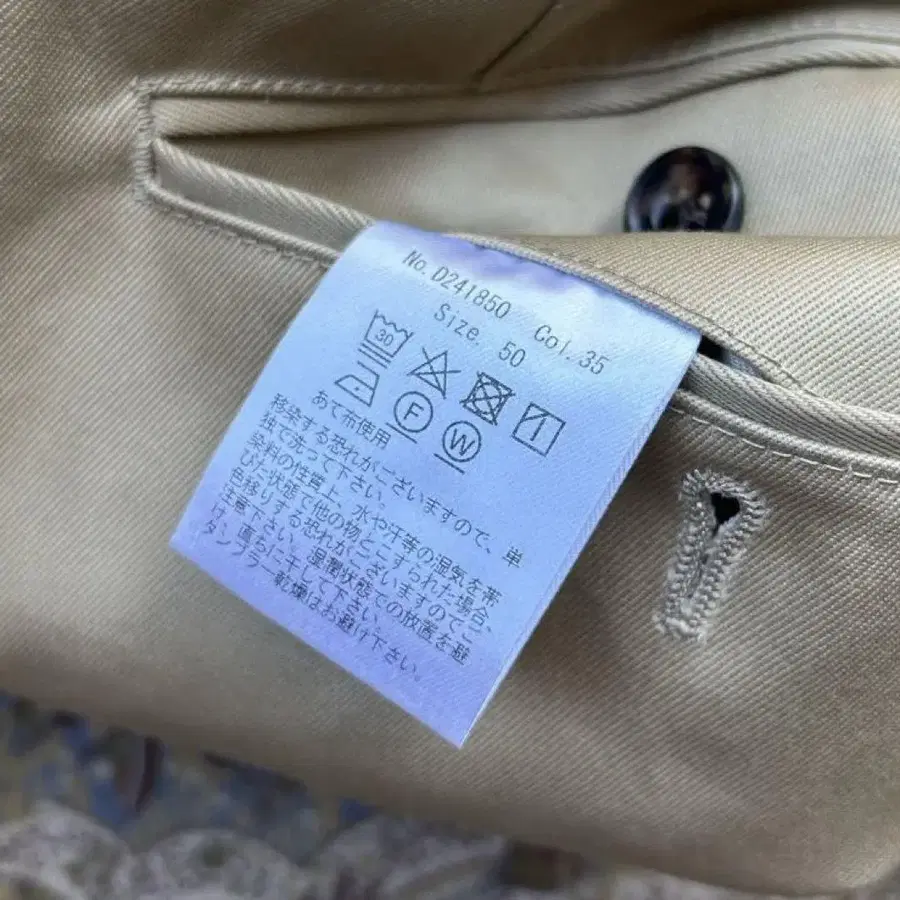 No. D241850 Col. 35
Size. 50
30
F
W
あて布使用
移染する恐れがございますので、単
独で洗って下さい。
染料の性質上、水や汗等の湿気を帯
びた状態で他の物とこすられた場合、
色移りする恐れがございますのでご
注意下さい。湿潤状態での放置を避
け、直ちに干して下さい。
タンブラー乾燥はお避け下さい。